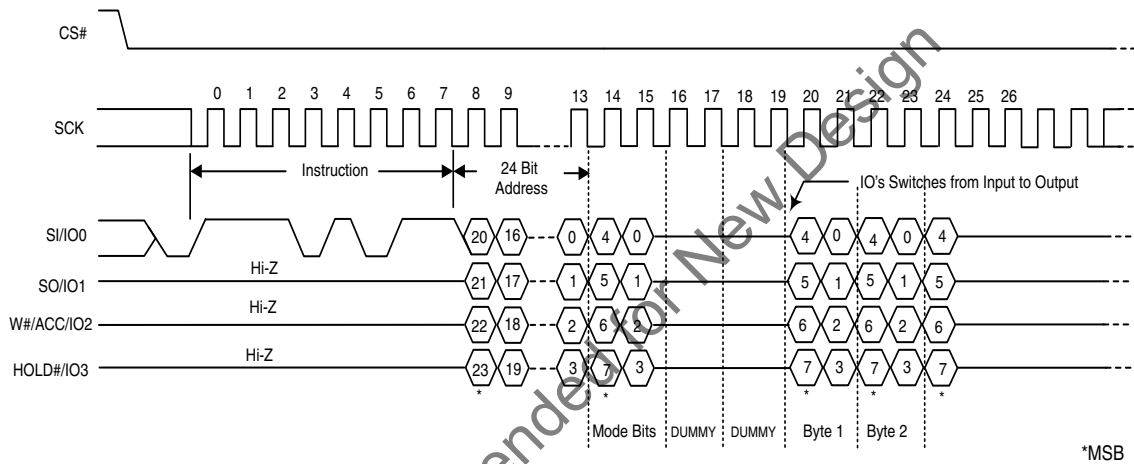 CS#
0 1 2 3 4 5 6 7 8 9 13 14 15 16 17 18 19 20 21 22 23 24 25 26
SCK
Instruction
24 Bit
Address
IO's Switches from Input to Output
SI/IO0 20 16 0 4 0 4 0 4 0 4
Hi-Z
SO/IO1 21 17 1 5 1 5 1 5 1 5
Hi-Z
W#/ACC/IO2 22 18 2 6 2 6 2 6 2 6
Hi-Z
HOLD#/IO3 23 19 3 7 3 7 3 7 3 7
* * * * *
Mode Bits DUMMY DUMMY Byte 1 Byte 2
*MSB
ended for New Design